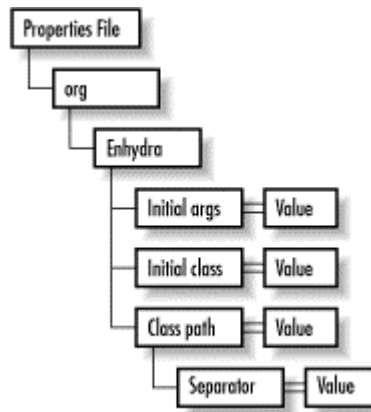 Properties File
org
Enhydra
Initial args Value
Initial class Value
Class path Value
Separator Value